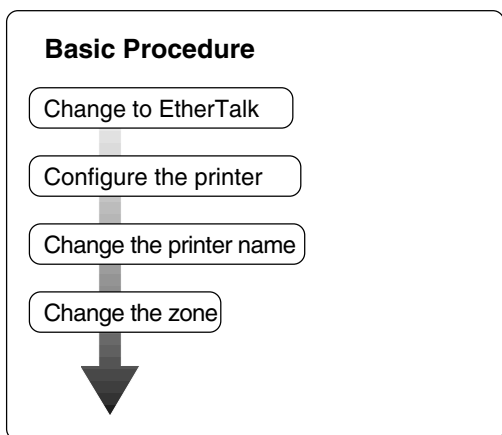 Basic Procedure
Change to EtherTalk
Configure the printer
Change the printer name
Change the zone